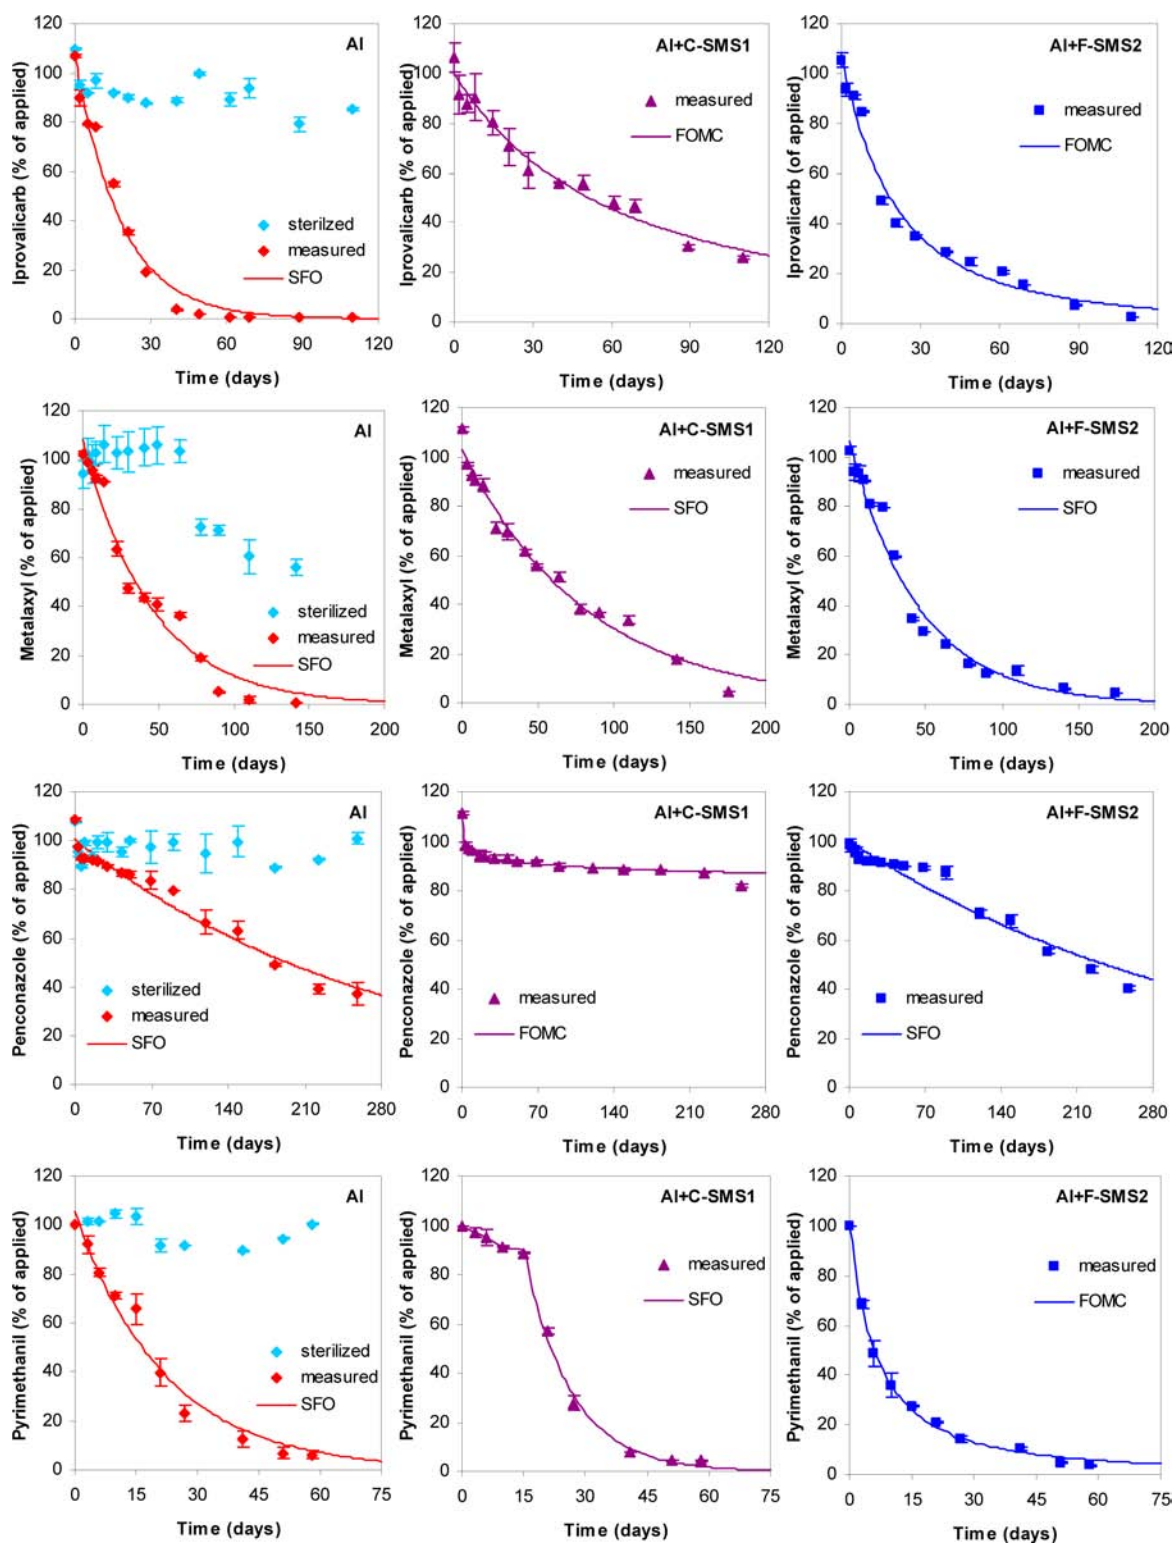 AI
Iprovalicarb (% of applied)
120
100
80
60
40
20
0
sterilzed
measured
SFO
0 30 60 90 120
Time (days)
AI+C-SMS1
Iprovalicarb (% of applied)
120
100
80
60
40
20
0
measured
FOMC
0 30 60 90 120
Time (days)
AI+F-SMS2
Iprovalicarb (of applied)
120
100
80
60
40
20
0
measured
FOMC
0 30 60 90 120
Time (days)
AI
Metalaxyl (% of applied)
120
100
80
60
40
20
0
sterilized
measured
SFO
0 50 100 150 200
Time (days)
AI+C-SMS1
Metalaxyl (% of applied)
120
100
80
60
40
20
0
measured
SFO
0 50 100 150 200
Time (days)
AI+F-SMS2
Metalaxyl (% of applied)
120
100
80
60
40
20
0
measured
SFO
0 50 100 150 200
Time (days)
AI
Penconazole (% of applied)
120
100
80
60
40
20
0
sterilized
measured
SFO
0 70 140 210 280
Time (days)
AI+C-SMS1
Penconazole (% of applied)
120
100
80
60
40
20
0
measured
FOMC
0 70 140 210 280
Time (days)
AI+F-SMS2
Penconazole (% of applied)
120
100
80
60
40
20
0
measured
SFO
0 70 140 210 280
Time (days)
AI
Pyrimethanil (% of applied)
120
100
80
60
40
20
0
sterilized
measured
SFO
0 15 30 45 60 75
Time (days)
AI+C-SMS1
Pyrimethanil (% of applied)
120
100
80
60
40
20
0
measured
SFO
0 15 30 45 60 75
Time (days)
AI+F-SMS2
Pyrimethanil (% of applied)
120
100
80
60
40
20
0
measured
FOMC
0 15 30 45 60 75
Time (days)